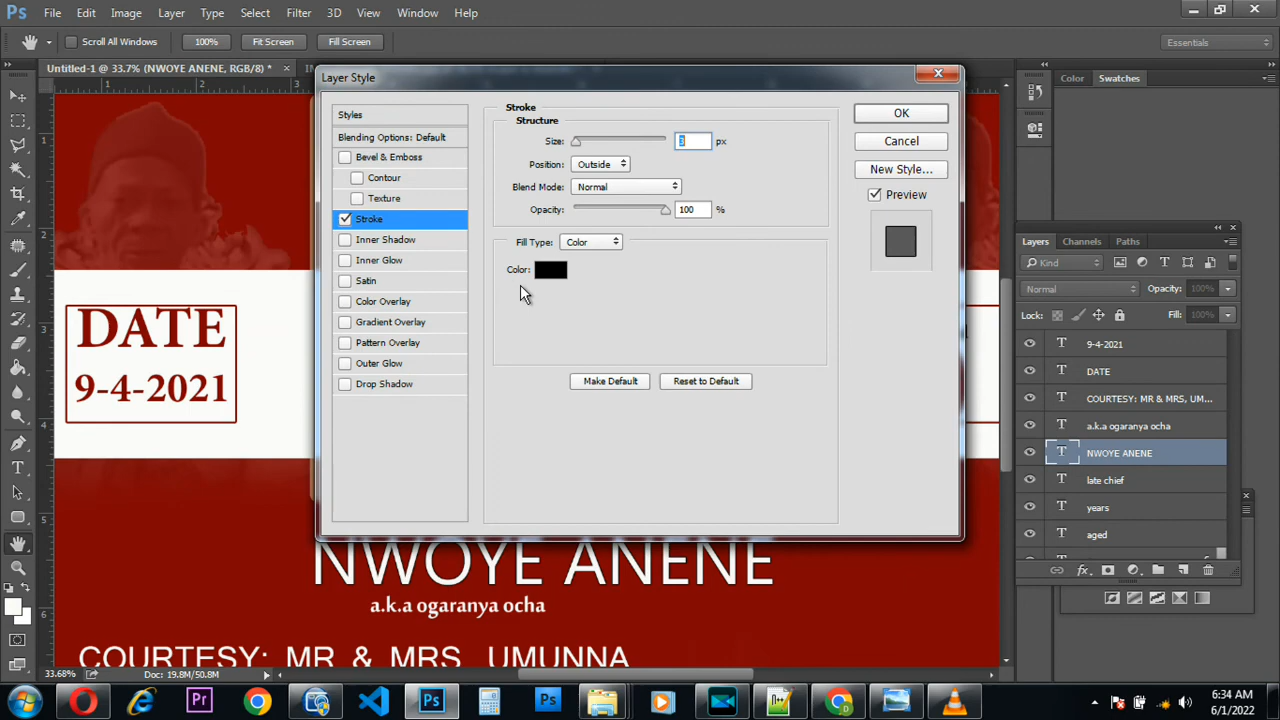 Ps File Edit Image Layer Type Select Filter 3D View Window Help
Scroll All Windows 100% Fit Screen Fill Screen Essentials
Untitled-1 @ 33.7% (NWOYE ANENE, RGB/8) *
Layer Style
Color Swatches
Styles
Blending Options: Default
Bevel & Emboss
Contour
Texture
Stroke
Inner Shadow
Inner Glow
Satin
Color Overlay
Gradient Overlay
Pattern Overlay
Outer Glow
Drop Shadow
Stroke
Structure
Size: 3 px
Position: Outside
Blend Mode: Normal
Opacity: 100 %
Fill Type: Color
Color:
Make Default Reset to Default
OK
Cancel
New Style...
Preview
DATE
9-4-2021
NWOYE ANENE
a.k.a ogaranya ocha
COURTESY: MR & MRS UMUNNA
Layers Channels Paths
Kind
Normal Opacity: 100%
Lock: Fill: 100%
9-4-2021
DATE
COURTESY: MR & MRS, UM...
a.k.a ogaranya ocha
NWOYE ANENE
late chief
years
aged
33.68% Doc: 19.8M/50.8M
6:34 AM
6/1/2022